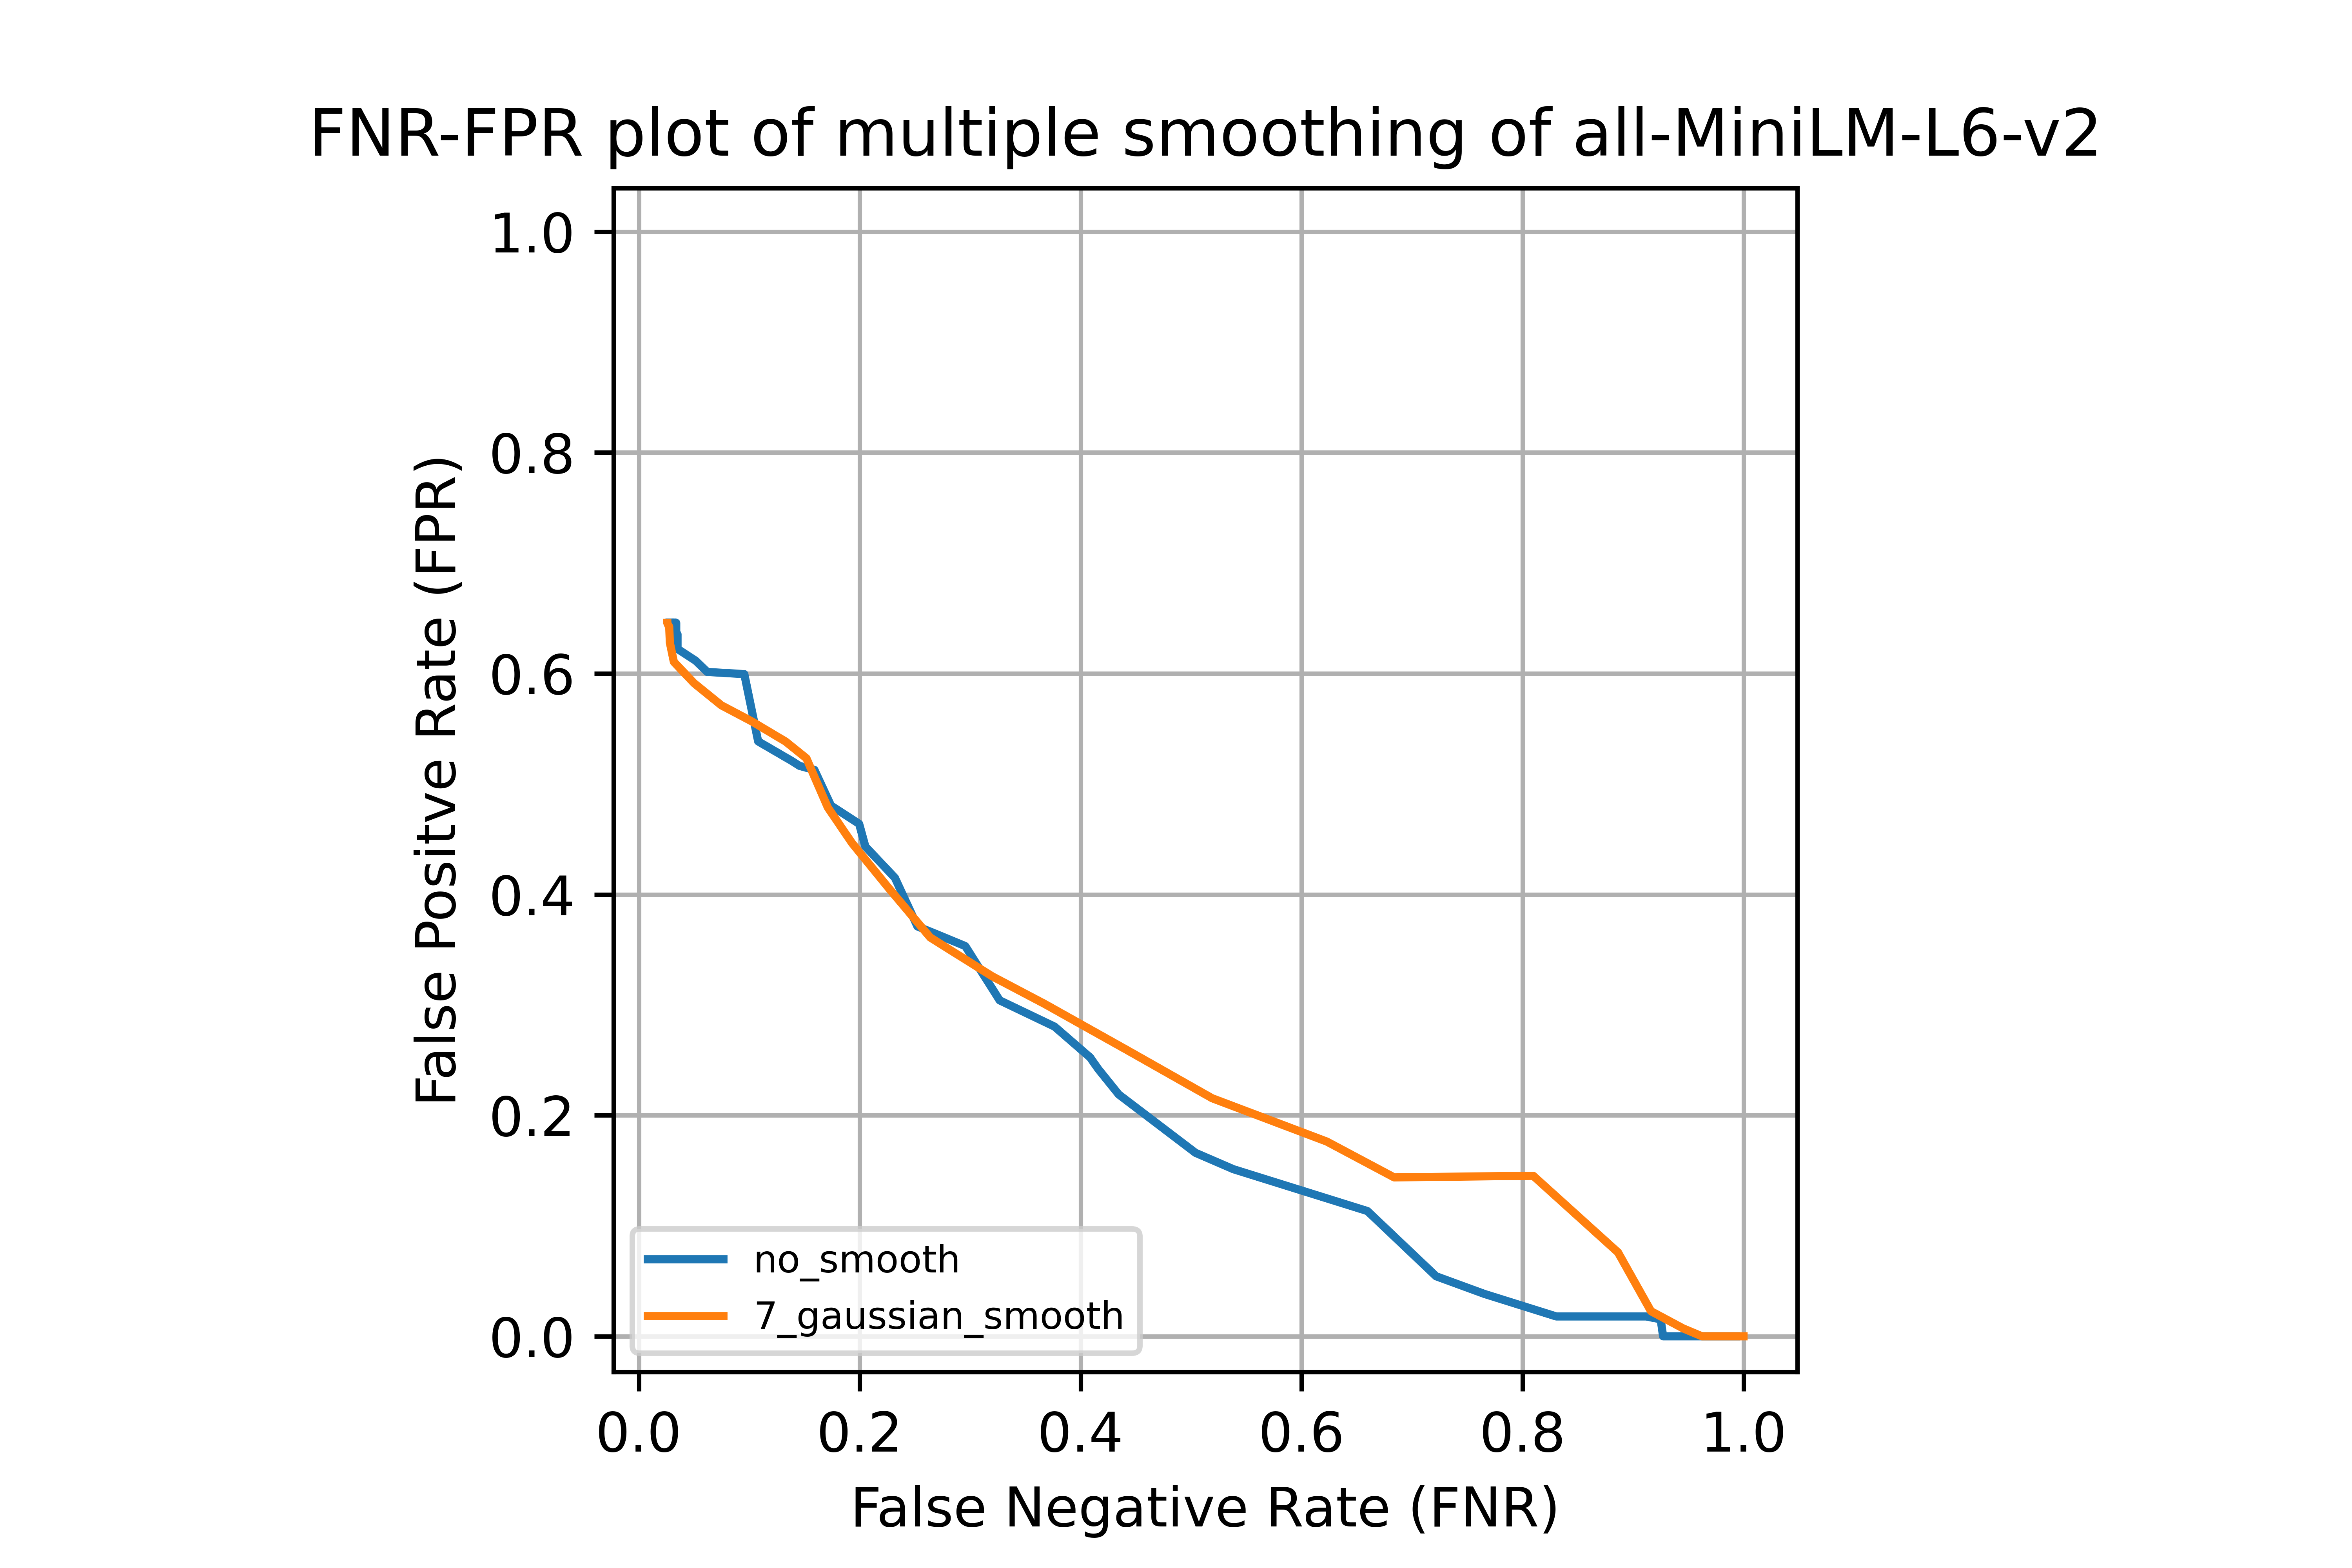 FNR-FPR plot of multiple smoothing of all-MiniLM-L6-v2
1.0
0.8
0.6
0.4
0.2
0.0
False Positve Rate (FPR)
no_smooth
7_gaussian_smooth
0.0 0.2 0.4 0.6 0.8 1.0
False Negative Rate (FNR)